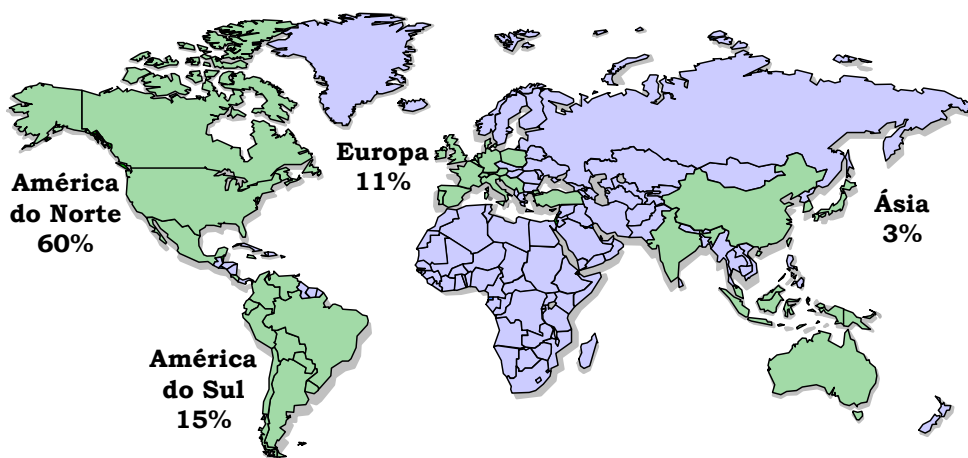 América
do Norte
60%
Europa
11%
Ásia
3%
América
do Sul
15%